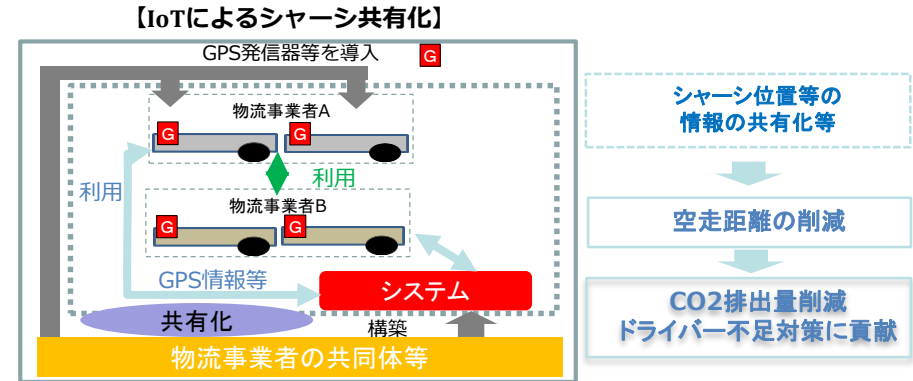 【IoTによるシャーシ共有化】
GPS発信器等を導入
G
物流事業者A
G
G
利用
利用
物流事業者B
G
G
GPS情報等
システム
共有化
構築
物流事業者の共同体等
シャーシ位置等の
情報の共有化等
空走距離の削減
CO2排出量削減
ドライバー不足対策に貢献